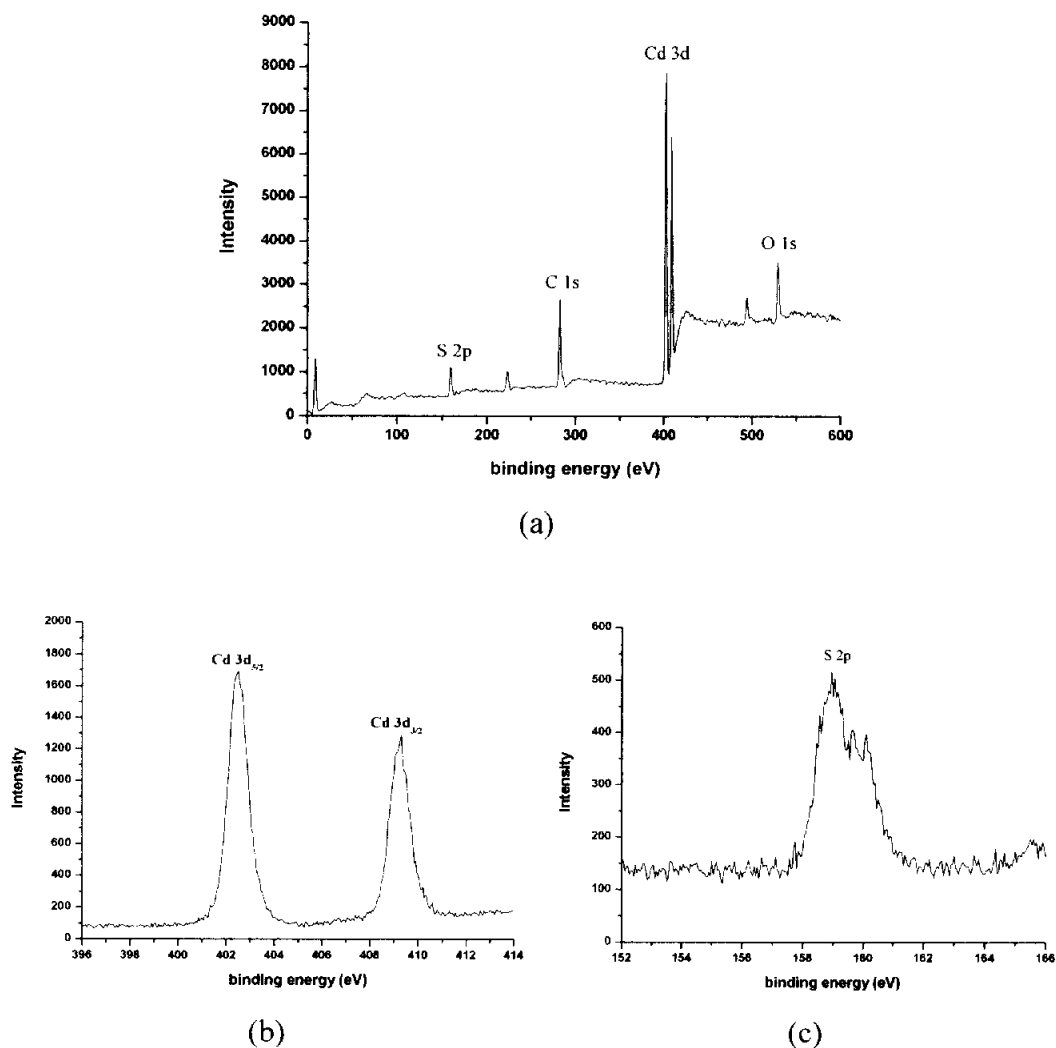 9000
8000
7000
6000
5000
4000
3000
2000
1000
0
Intensity
Cd 3d
O 1s
C 1s
S 2p
0 100 200 300 400 500 600
binding energy (eV)
(a)
2000
1800
1600
1400
1200
1000
800
600
400
200
0
Intensity
Cd 3d5/2
Cd 3d3/2
396 398 400 402 404 406 408 410 412 414
binding energy (eV)
(b)
600
500
400
300
200
100
0
Intensity
S 2p
152 154 156 158 160 162 164 166
binding energy (eV)
(c)